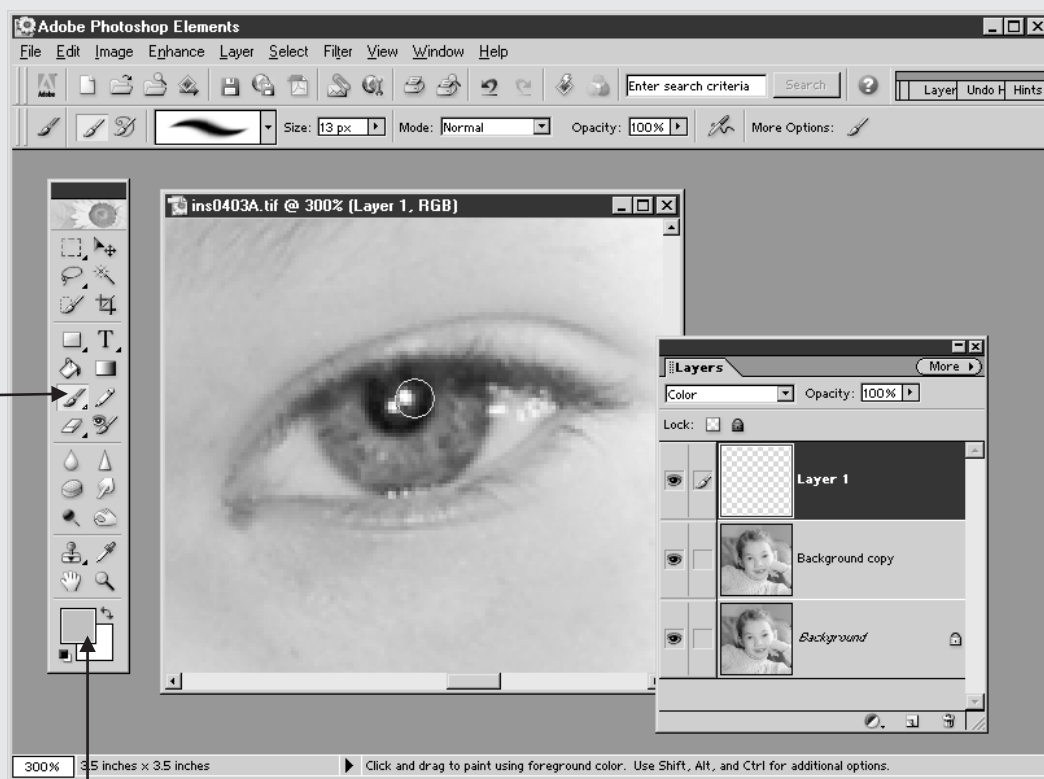 Adobe Photoshop Elements
File Edit Image Enhance Layer Select Filter View Window Help
Adobe Enter search criteria Search Layer Undo H Hints
Size: 13 px Mode: Normal Opacity: 100% More Options:
ins0403A.tif @ 300% (Layer 1, RGB)
T
Layers More
Color Opacity: 100%
Lock:
Layer 1
Background copy
Background
300% 3.5 inches x 3.5 inches Click and drag to paint using foreground color. Use Shift, Alt, and Ctrl for additional options.